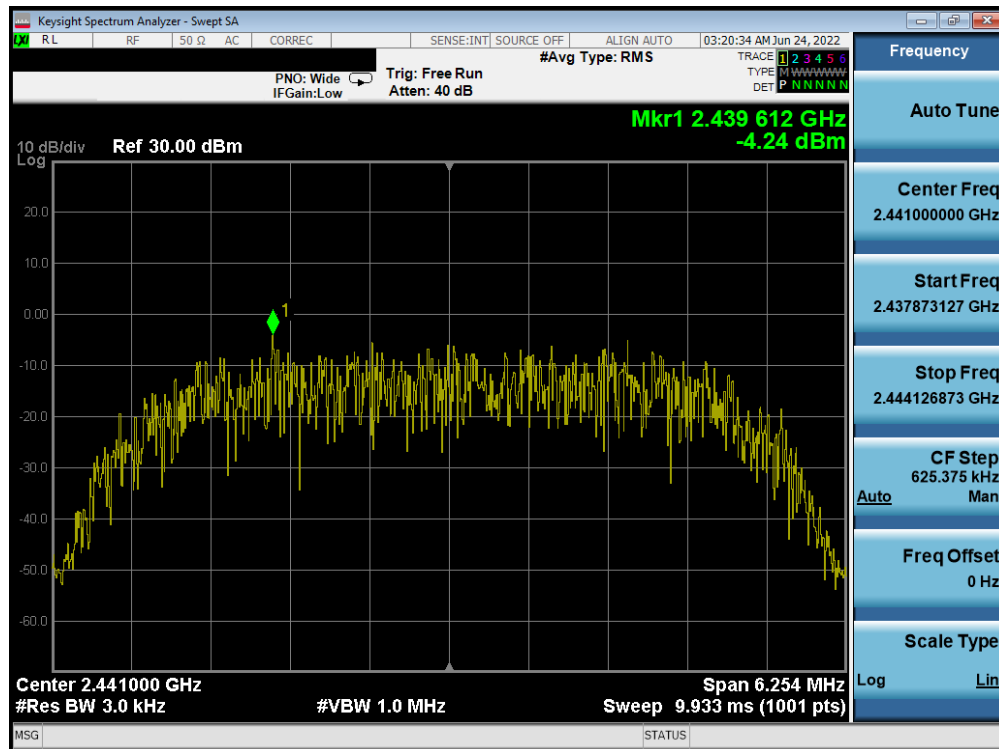 Keysight Spectrum Analyzer - Swept SA
LXI RL RF 50 Ω AC CORREC SENSE:INT SOURCE OFF ALIGN AUTO 03:20:34 AM Jun 24, 2022
#Avg Type: RMS TRACE 1 2 3 4 5 6
PNO: Wide Trig: Free Run TYPE M WWWWW
IFGain:Low Atten: 40 dB DET P N N N N N
Mkr1 2.439 612 GHz
-4.24 dBm
10 dB/div Ref 30.00 dBm
Log
20.0
10.0
1
0.00
-10.0
-20.0
-30.0
-40.0
-50.0
-60.0
Center 2.441000 GHz Span 6.254 MHz
#Res BW 3.0 kHz #VBW 1.0 MHz Sweep 9.933 ms (1001 pts)
MSG STATUS
Frequency
Auto Tune
Center Freq
2.441000000 GHz
Start Freq
2.437873127 GHz
Stop Freq
2.444126873 GHz
CF Step
625.375 kHz
Auto Man
Freq Offset
0 Hz
Scale Type
Log Lin